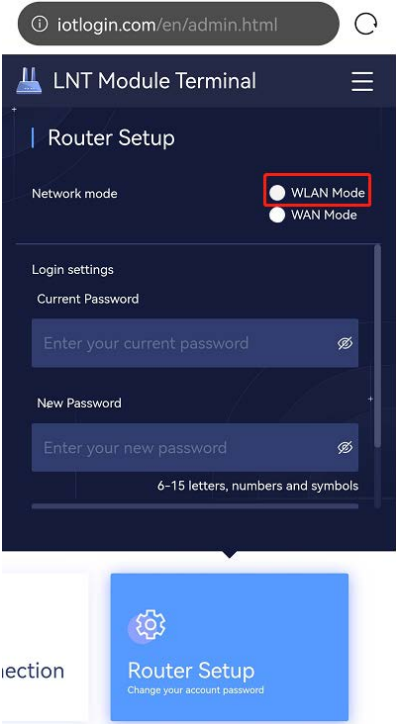 iotlogin.com/en/admin.html
LNT Module Terminal
Router Setup
Network mode
WLAN Mode
WAN Mode
Login settings
Current Password
Enter your current password
New Password
Enter your new password
6-15 letters, numbers and symbols
ection
Router Setup
Change your account password